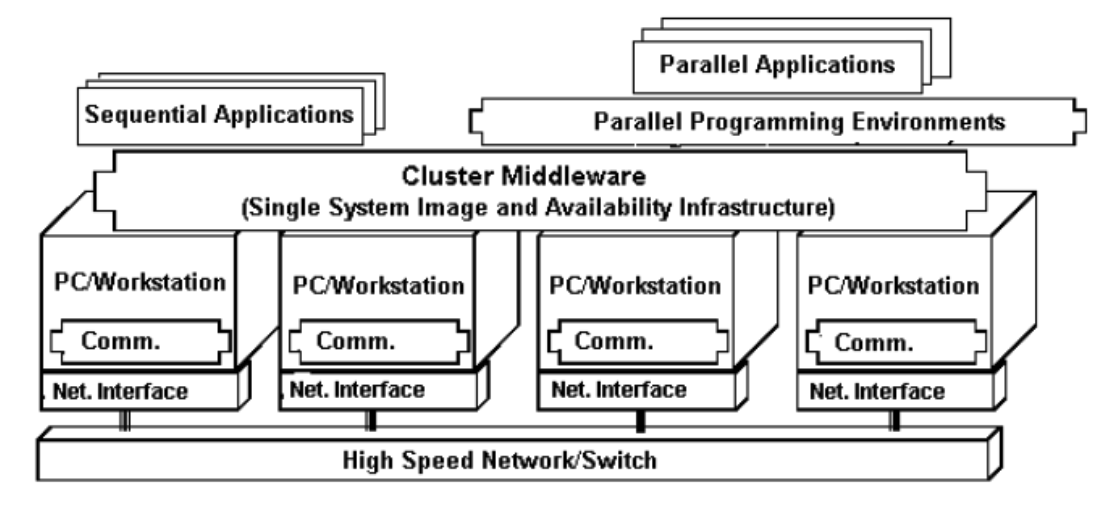 Parallel Applications
Sequential Applications
Parallel Programming Environments
Cluster Middleware
(Single System Image and Availability Infrastructure)
PC/Workstation
PC/Workstation
PC/Workstation
PC/Workstation
Comm.
Comm.
Comm.
Comm.
Net. Interface
Net. Interface
Net. Interface
Net. Interface
High Speed Network/Switch